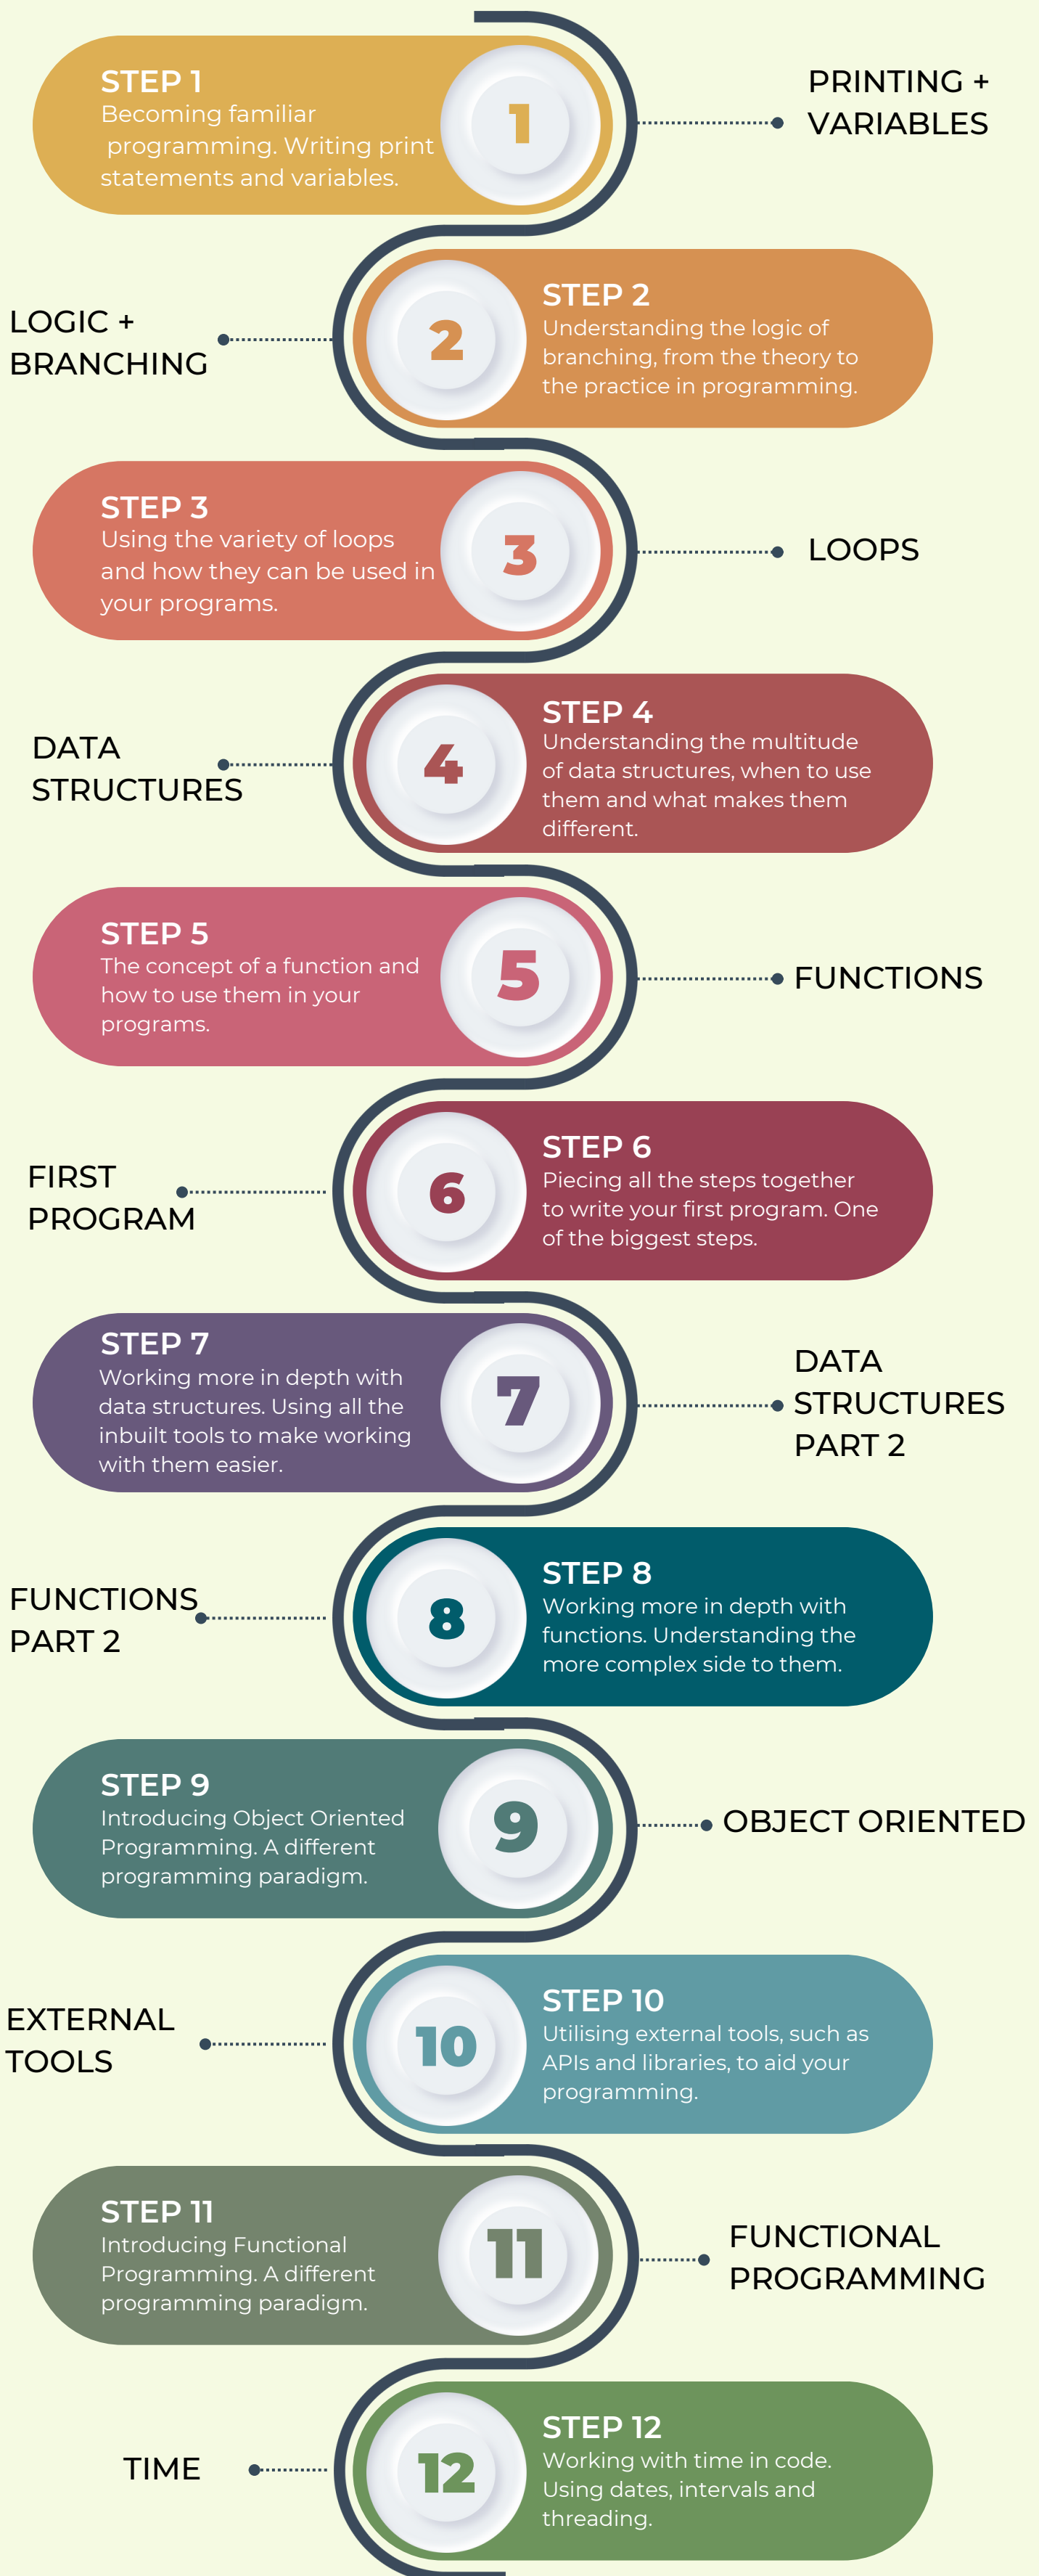 STEP 1
Becoming familiar
programming. Writing print
statements and variables.
1
PRINTING +
VARIABLES
LOGIC +
BRANCHING
2
STEP 2
Understanding the logic of
branching, from the theory to
the practice in programming.
STEP 3
Using the variety of loops
and how they can be used in
your programs.
3
LOOPS
DATA
STRUCTURES
4
STEP 4
Understanding the multitude
of data structures, when to use
them and what makes them
different.
STEP 5
The concept of a function and
how to use them in your
programs.
5
FUNCTIONS
FIRST
PROGRAM
6
STEP 6
Piecing all the steps together
to write your first program. One
of the biggest steps.
STEP 7
Working more in depth with
data structures. Using all the
inbuilt tools to make working
with them easier.
7
DATA
STRUCTURES
PART 2
FUNCTIONS
PART 2
8
STEP 8
Working more in depth with
functions. Understanding the
more complex side to them.
STEP 9
Introducing Object Oriented
Programming. A different
programming paradigm.
9
OBJECT ORIENTED
EXTERNAL
TOOLS
10
STEP 10
Utilising external tools, such as
APIs and libraries, to aid your
programming.
STEP 11
Introducing Functional
Programming. A different
programming paradigm.
11
FUNCTIONAL
PROGRAMMING
TIME
12
STEP 12
Working with time in code.
Using dates, intervals and
threading.